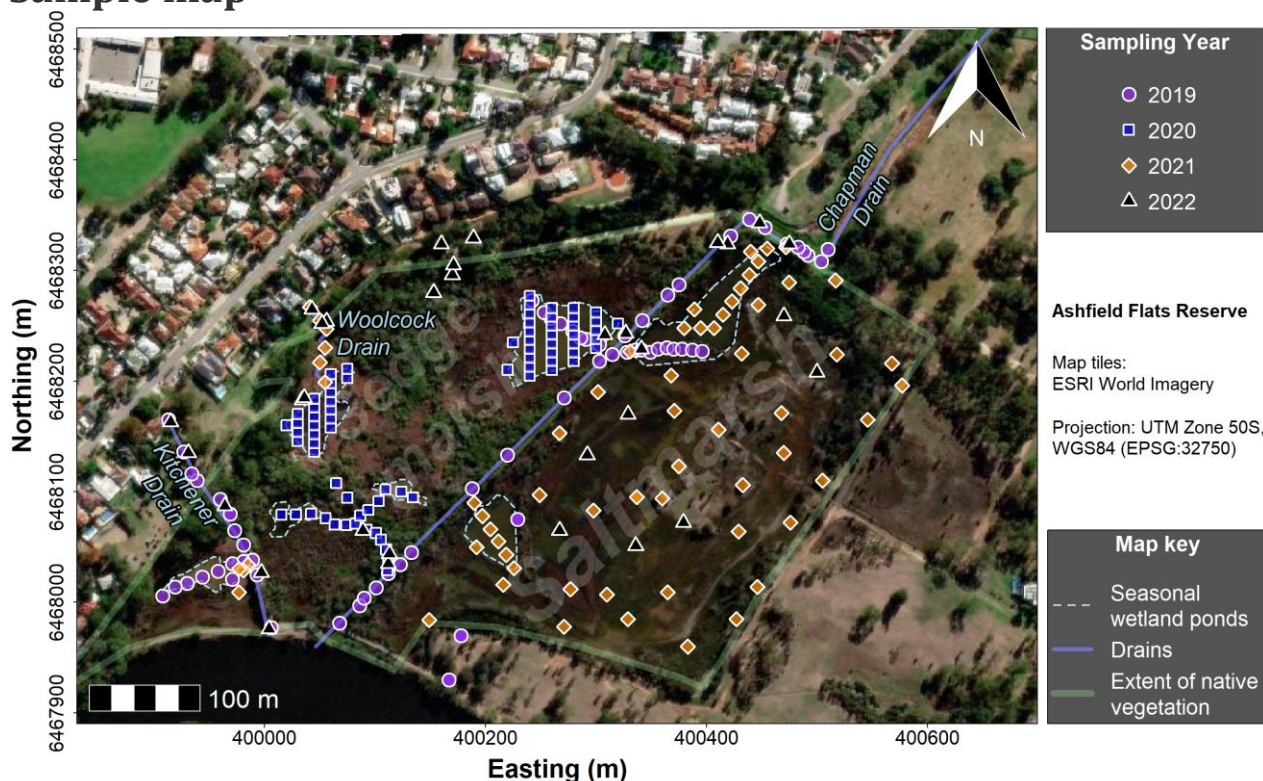 Sample map
Northing (m)
6468500
6468400
6468300
6468200
6468100
6468000
6467900
Chapman
Drain
N
Woolcock
Drain
Sedge
marsh
Saltmarsh
Kitchener
Drain
100 m
400000
400200
400400
400600
Easting (m)
Sampling Year
2019
2020
2021
2022
Ashfield Flats Reserve
Map tiles:
ESRI World Imagery
Projection: UTM Zone 50S,
WGS84 (EPSG:32750)
Map key
Seasonal
wetland ponds
Drains
Extent of native
vegetation